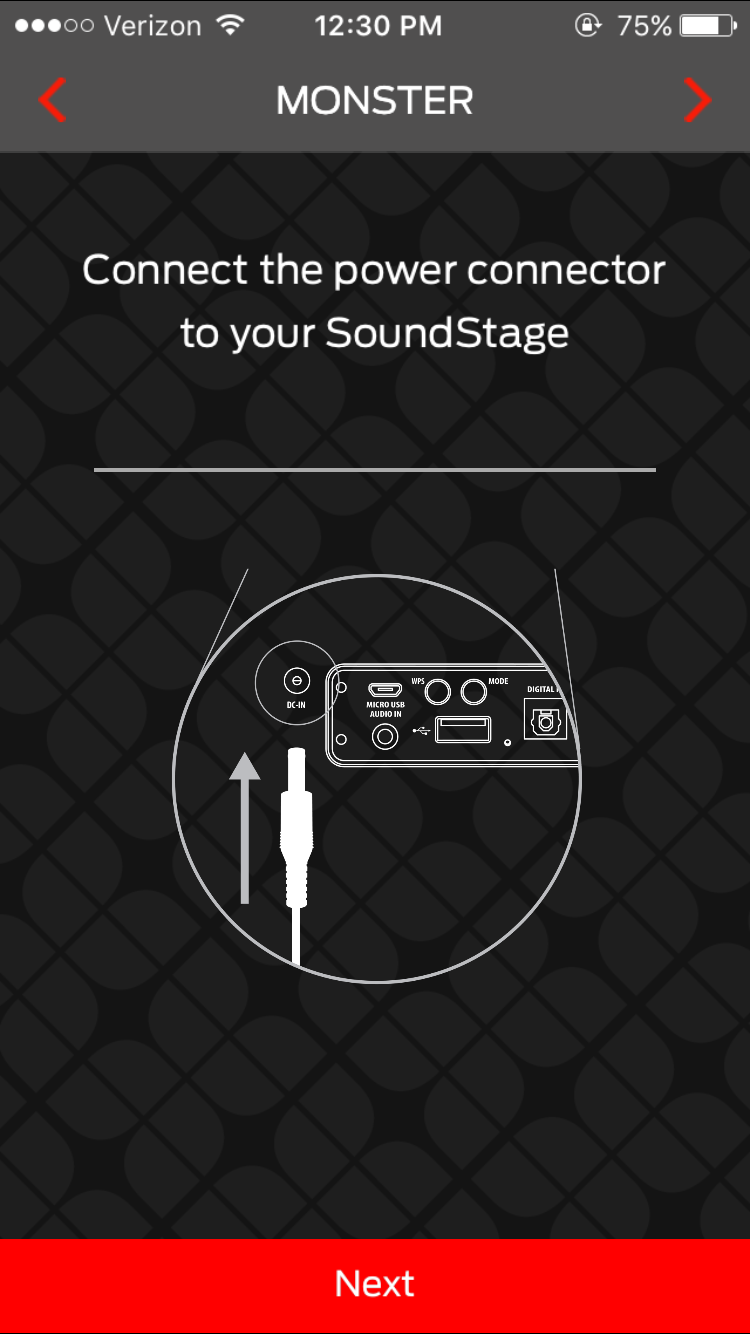 Verizon 12:30 PM 75%
MONSTER
Connect the power connector
to your SoundStage
DC-IN
MICRO USB
AUDIO IN
WPS
MODE
DIGITAL
Next